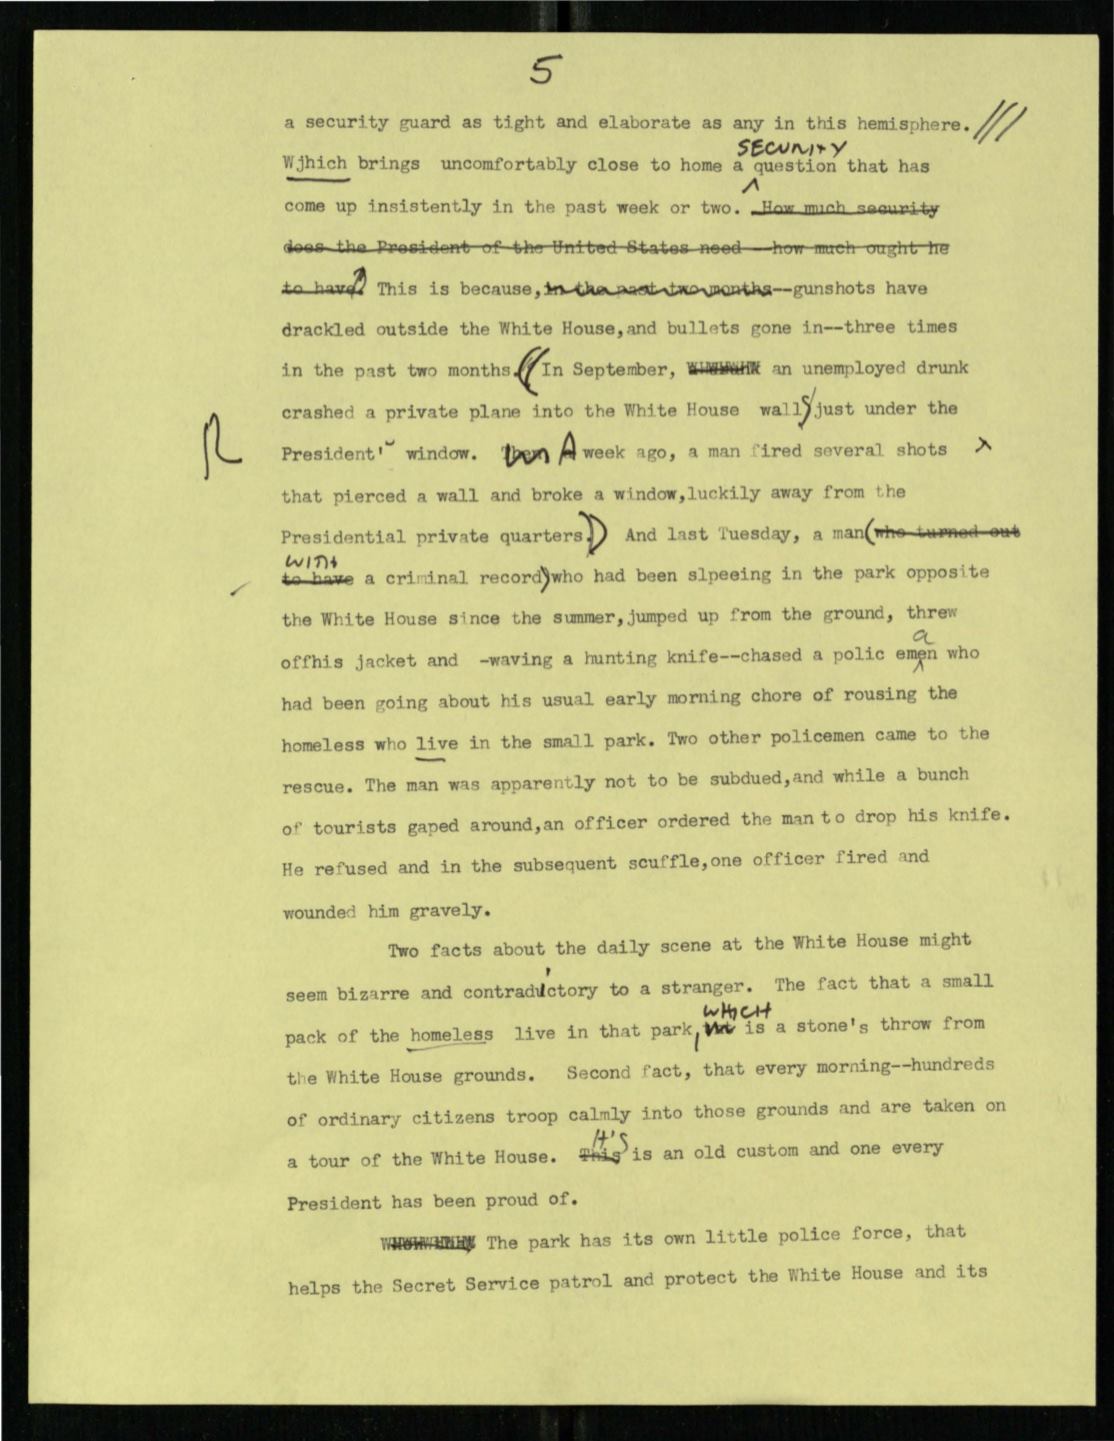 5
a security guard as tight and elaborate as any in this hemisphere. ///
SECURITY
Wjhich brings uncomfortably close to home a question that has
come up insistently in the past week or two. How much security
does the President of the United States need--how much ought he
to have? This is because, in the past two months--gunshots have
drackled outside the White House,and bullets gone in--three times
in the past two months.((In September, an unemployed drunk
crashed a private plane into the White House walls just under the
President' window. Then A week ago, a man fired several shots
that pierced a wall and broke a window,luckily away from the
Presidential private quarters.)) And last Tuesday, a man(who turned out
WITH
to have a criminal record)who had been slpeeing in the park opposite
the White House since the summer,jumped up from the ground, threw
a
offhis jacket and -waving a hunting knife--chased a polic emen who
had been going about his usual early morning chore of rousing the
homeless who live in the small park. Two other policemen came to the
rescue. The man was apparently not to be subdued,and while a bunch
of tourists gaped around,an officer ordered the man to drop his knife.
He refused and in the subsequent scuffle,one officer fired and
wounded him gravely.
Two facts about the daily scene at the White House might
seem bizarre and contradictory to a stranger. The fact that a small
WHICH
pack of the homeless live in that park, is a stone's throw from
the White House grounds. Second fact, that every morning--hundreds
of ordinary citizens troop calmly into those grounds and are taken on
It'S
a tour of the White House. This is an old custom and one every
President has been proud of.
The park has its own little police force, that
helps the Secret Service patrol and protect the White House and its